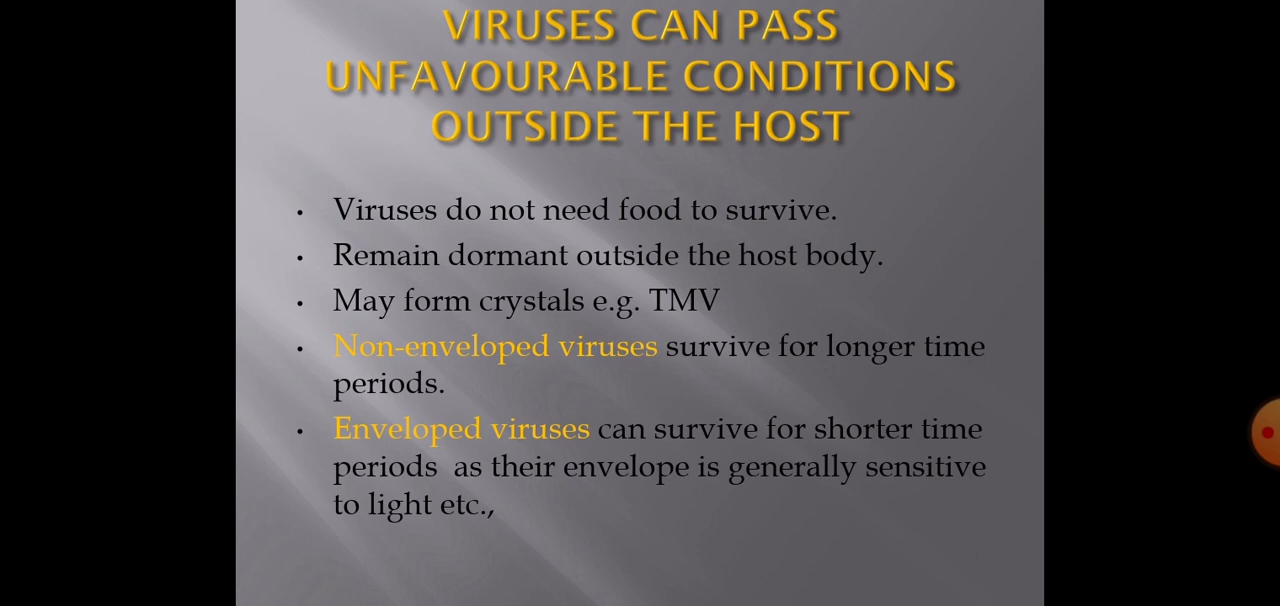 VIRUSES CAN PASS
UNFAVOURABLE CONDITIONS
OUTSIDE THE HOST
• Viruses do not need food to survive.
• Remain dormant outside the host body.
• May form crystals e.g. TMV
• Non-enveloped viruses survive for longer time
periods.
• Enveloped viruses can survive for shorter time
periods  as their envelope is generally sensitive
to light etc.,